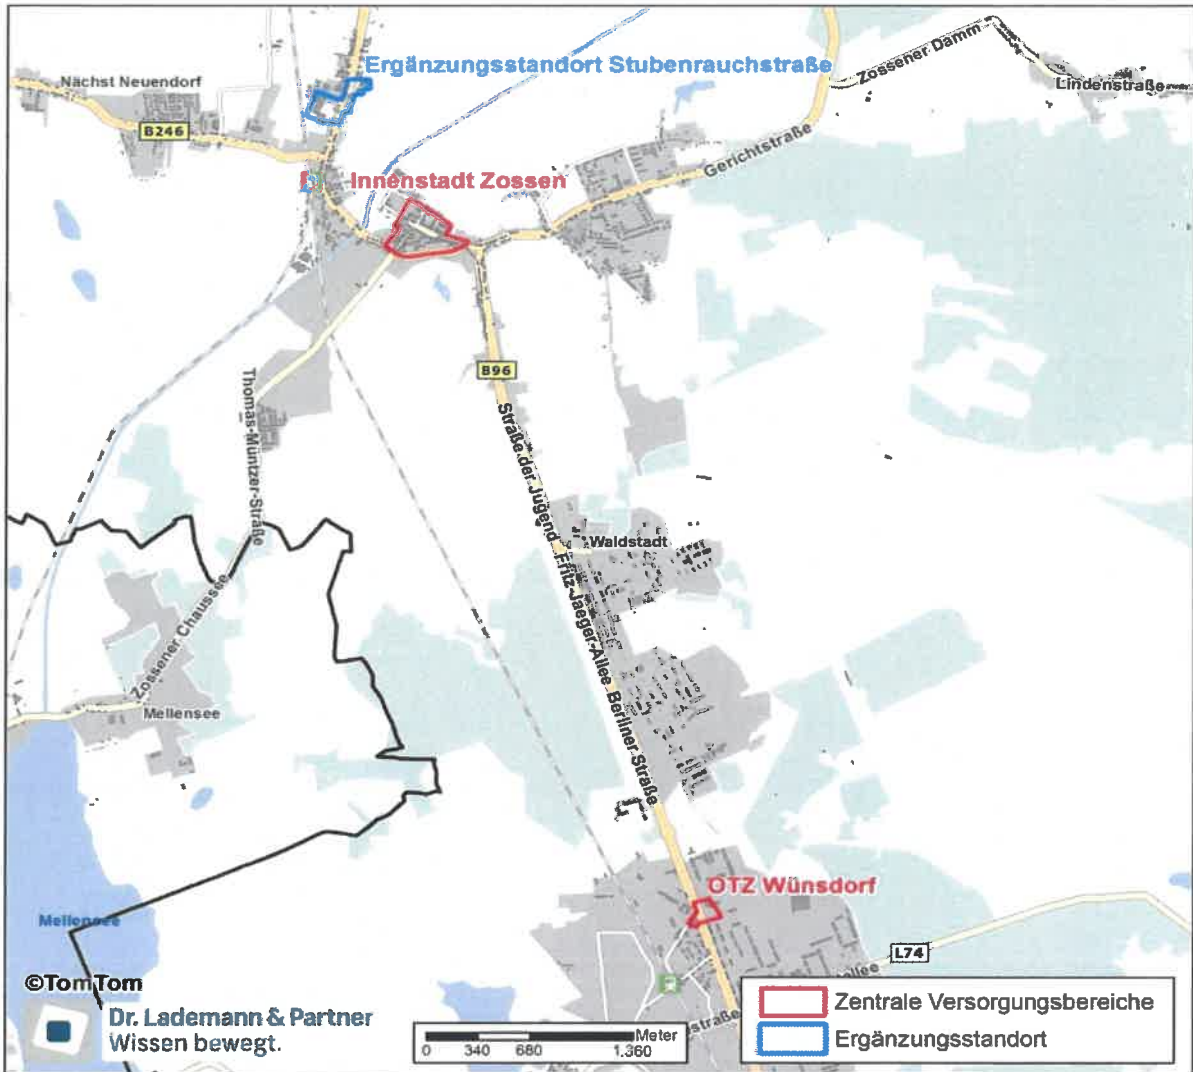 Ergänzungsstandort Stubenrauchstraße
Zossener Damm
Nächst Neuendorf
Lindenstraße
B246
Gerichtstraße
Innenstadt Zossen
B96
Thomas-Müntzer-Straße
Straße der Jugend
Fritz-Jaeger-Allee
Berliner Straße
Waldstadt
Zossener Chaussee
Mellensee
OTZ Wünsdorf
Mellensee
L74
©TomTom
Dr. Lademann & Partner
Wissen bewegt.
Meter
0 340 680 1.360
Zentrale Versorgungsbereiche
Ergänzungsstandort